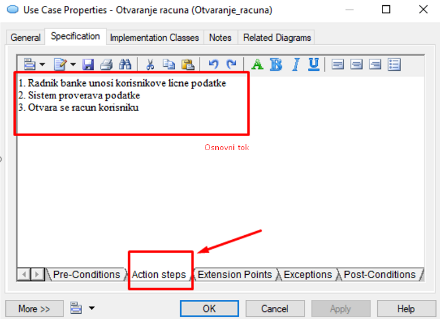 Use Case Properties - Otvaranje racuna (Otvaranje_racuna)
General Specification Implementation Classes Notes Related Diagrams
A B I U
1. Radnik banke unosi korisnikove licne podatke
2. Sistem proverava podatke
3. Otvara se racun korisniku
Osnovni tok
Pre-Conditions Action steps Extension Points Exceptions Post-Conditions
More >> OK Cancel Apply Help